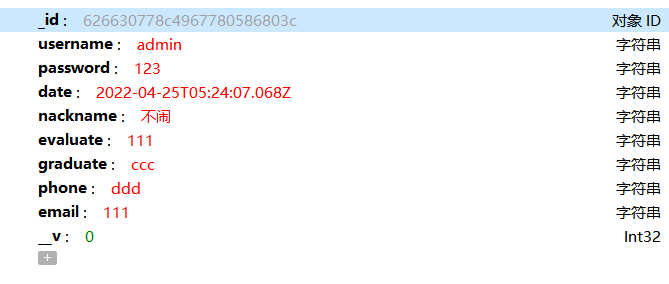 _id： 626630778c4967780586803c 对象 ID
username： admin 字符串
password： 123 字符串
date： 2022-04-25T05:24:07.068Z 字符串
nackname： 不闹 字符串
evaluate： 111 字符串
graduate： ccc 字符串
phone： ddd 字符串
email： 111 字符串
__v： 0 Int32
+